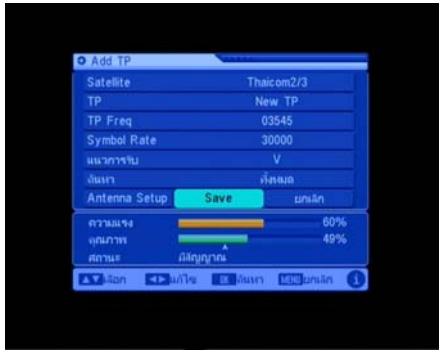 Add TP
Satellite Thaicom2/3
TP New TP
TP Freq 03545
Symbol Rate 30000
แนวการรับ V
ค้นหา ทั้งหมด
Antenna Setup Save ยกเลิก
ความแรง 60%
คุณภาพ 49%
สถานะ มีสัญญาณ
เลือก แก้ไข OK ค้นหา MENU ยกเลิก